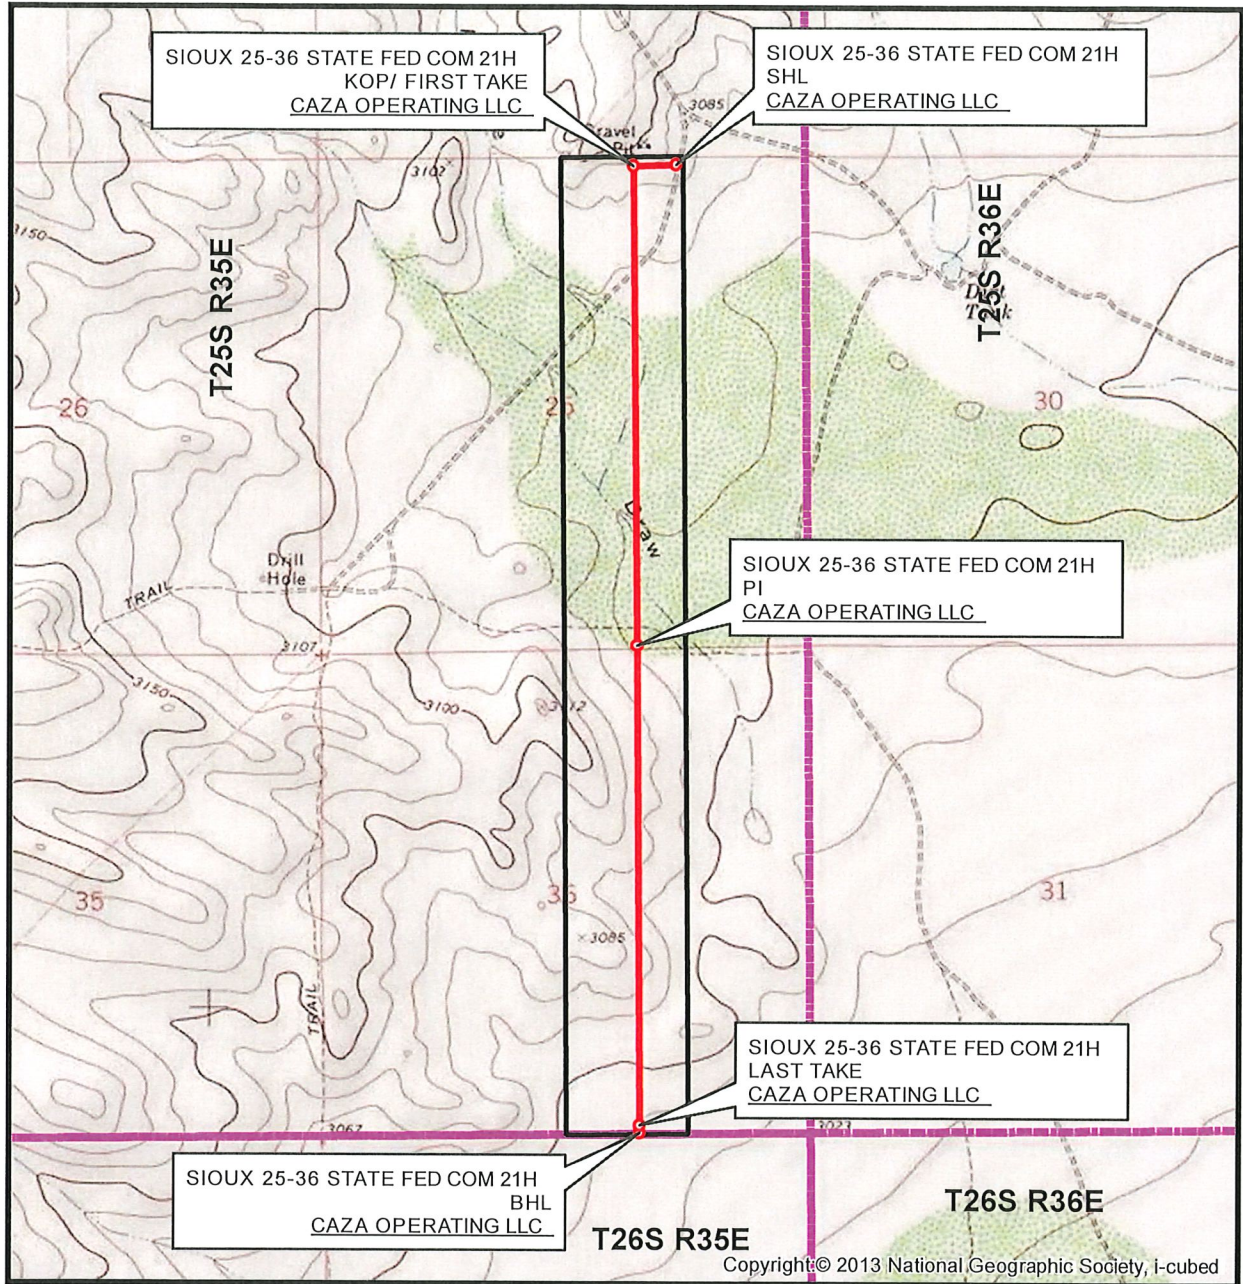 SIOUX 25-36 STATE FED COM 21H
KOP/ FIRST TAKE
CAZA OPERATING LLC
SIOUX 25-36 STATE FED COM 21H
SHL
CAZA OPERATING LLC
3085
Gravel
Pit
3102
3150
T25S R35E
T25S R36E
26
25
30
Draw
Drill
Hole
TRAIL
SIOUX 25-36 STATE FED COM 21H
PI
CAZA OPERATING LLC
3107
3150
3100
35
36
31
3085
TRAIL
SIOUX 25-36 STATE FED COM 21H
LAST TAKE
CAZA OPERATING LLC
3067
3023
SIOUX 25-36 STATE FED COM 21H
BHL
CAZA OPERATING LLC
T26S R35E
T26S R36E
Copyright:© 2013 National Geographic Society, i-cubed